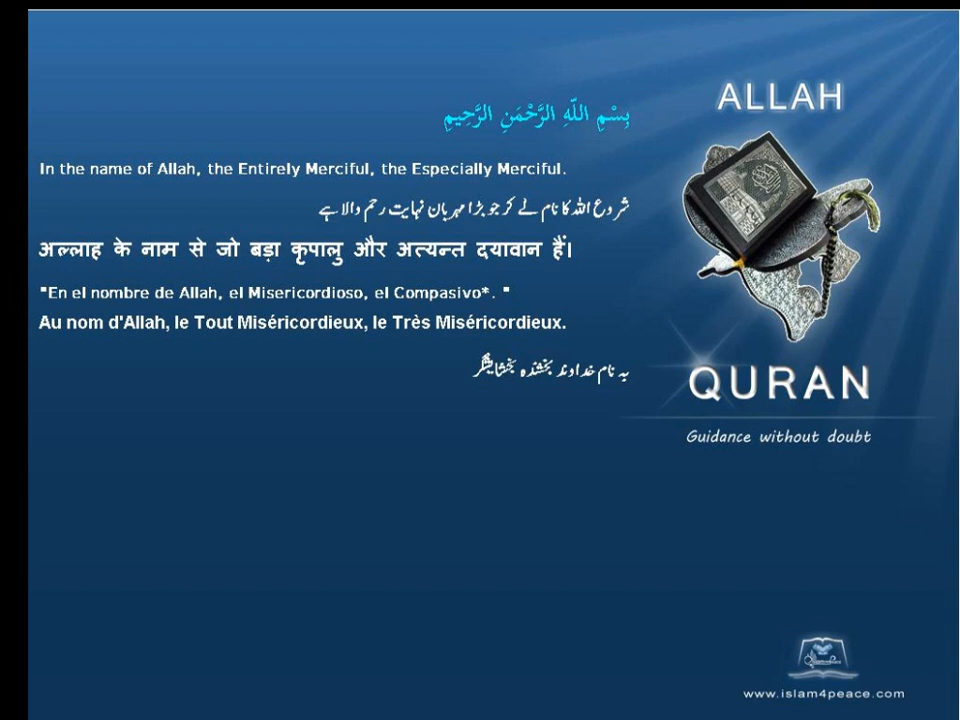 بِسْمِ اللَّهِ الرَّحْمَنِ الرَّحِيمِ
In the name of Allah, the Entirely Merciful, the Especially Merciful.
شروع اللہ کا نام لے کر جو بڑا مہربان نہایت رحم والا ہے
अल्लाह के नाम से जो बड़ा कृपालु और अत्यन्त दयावान हैं।
"En el nombre de Allah, el Misericordioso, el Compasivo*. "
Au nom d'Allah, le Tout Miséricordieux, le Très Miséricordieux.
به نام خداوند بخشنده بخشایشگر
ALLAH
QURAN
Guidance without doubt
www.islam4peace.com